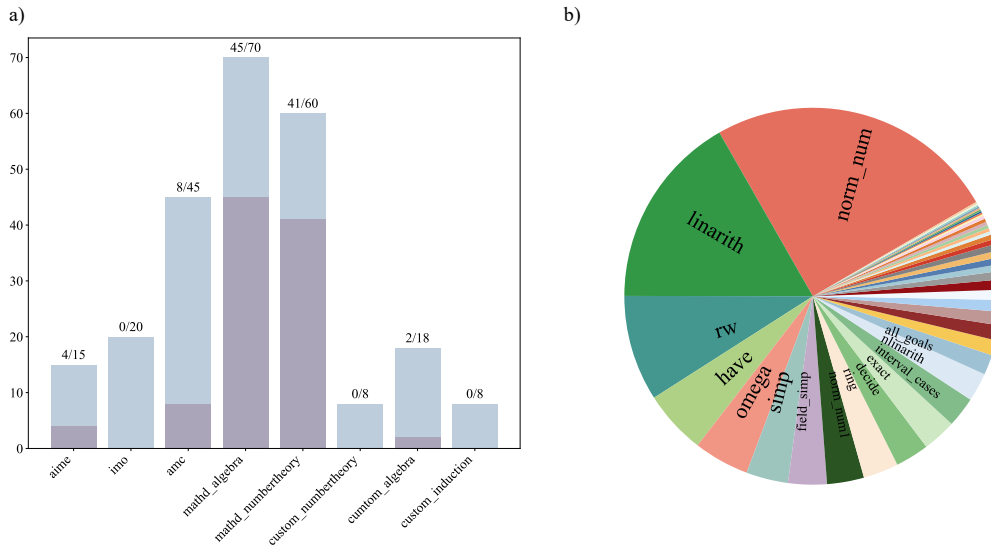 a)
b)
70
60
50
40
30
20
10
0
4/15
0/20
8/45
45/70
41/60
0/8
2/18
0/8
aime
imo
amc
mathd_algebra
mathd_numbertheory
custom_numbertheory
cumtom_algebra
custom_induction
norm_num
linarith
rw
have
omega
simp
field_simp
norm_num1
ring
decide
exact
interval_cases
nlinarith
all_goals